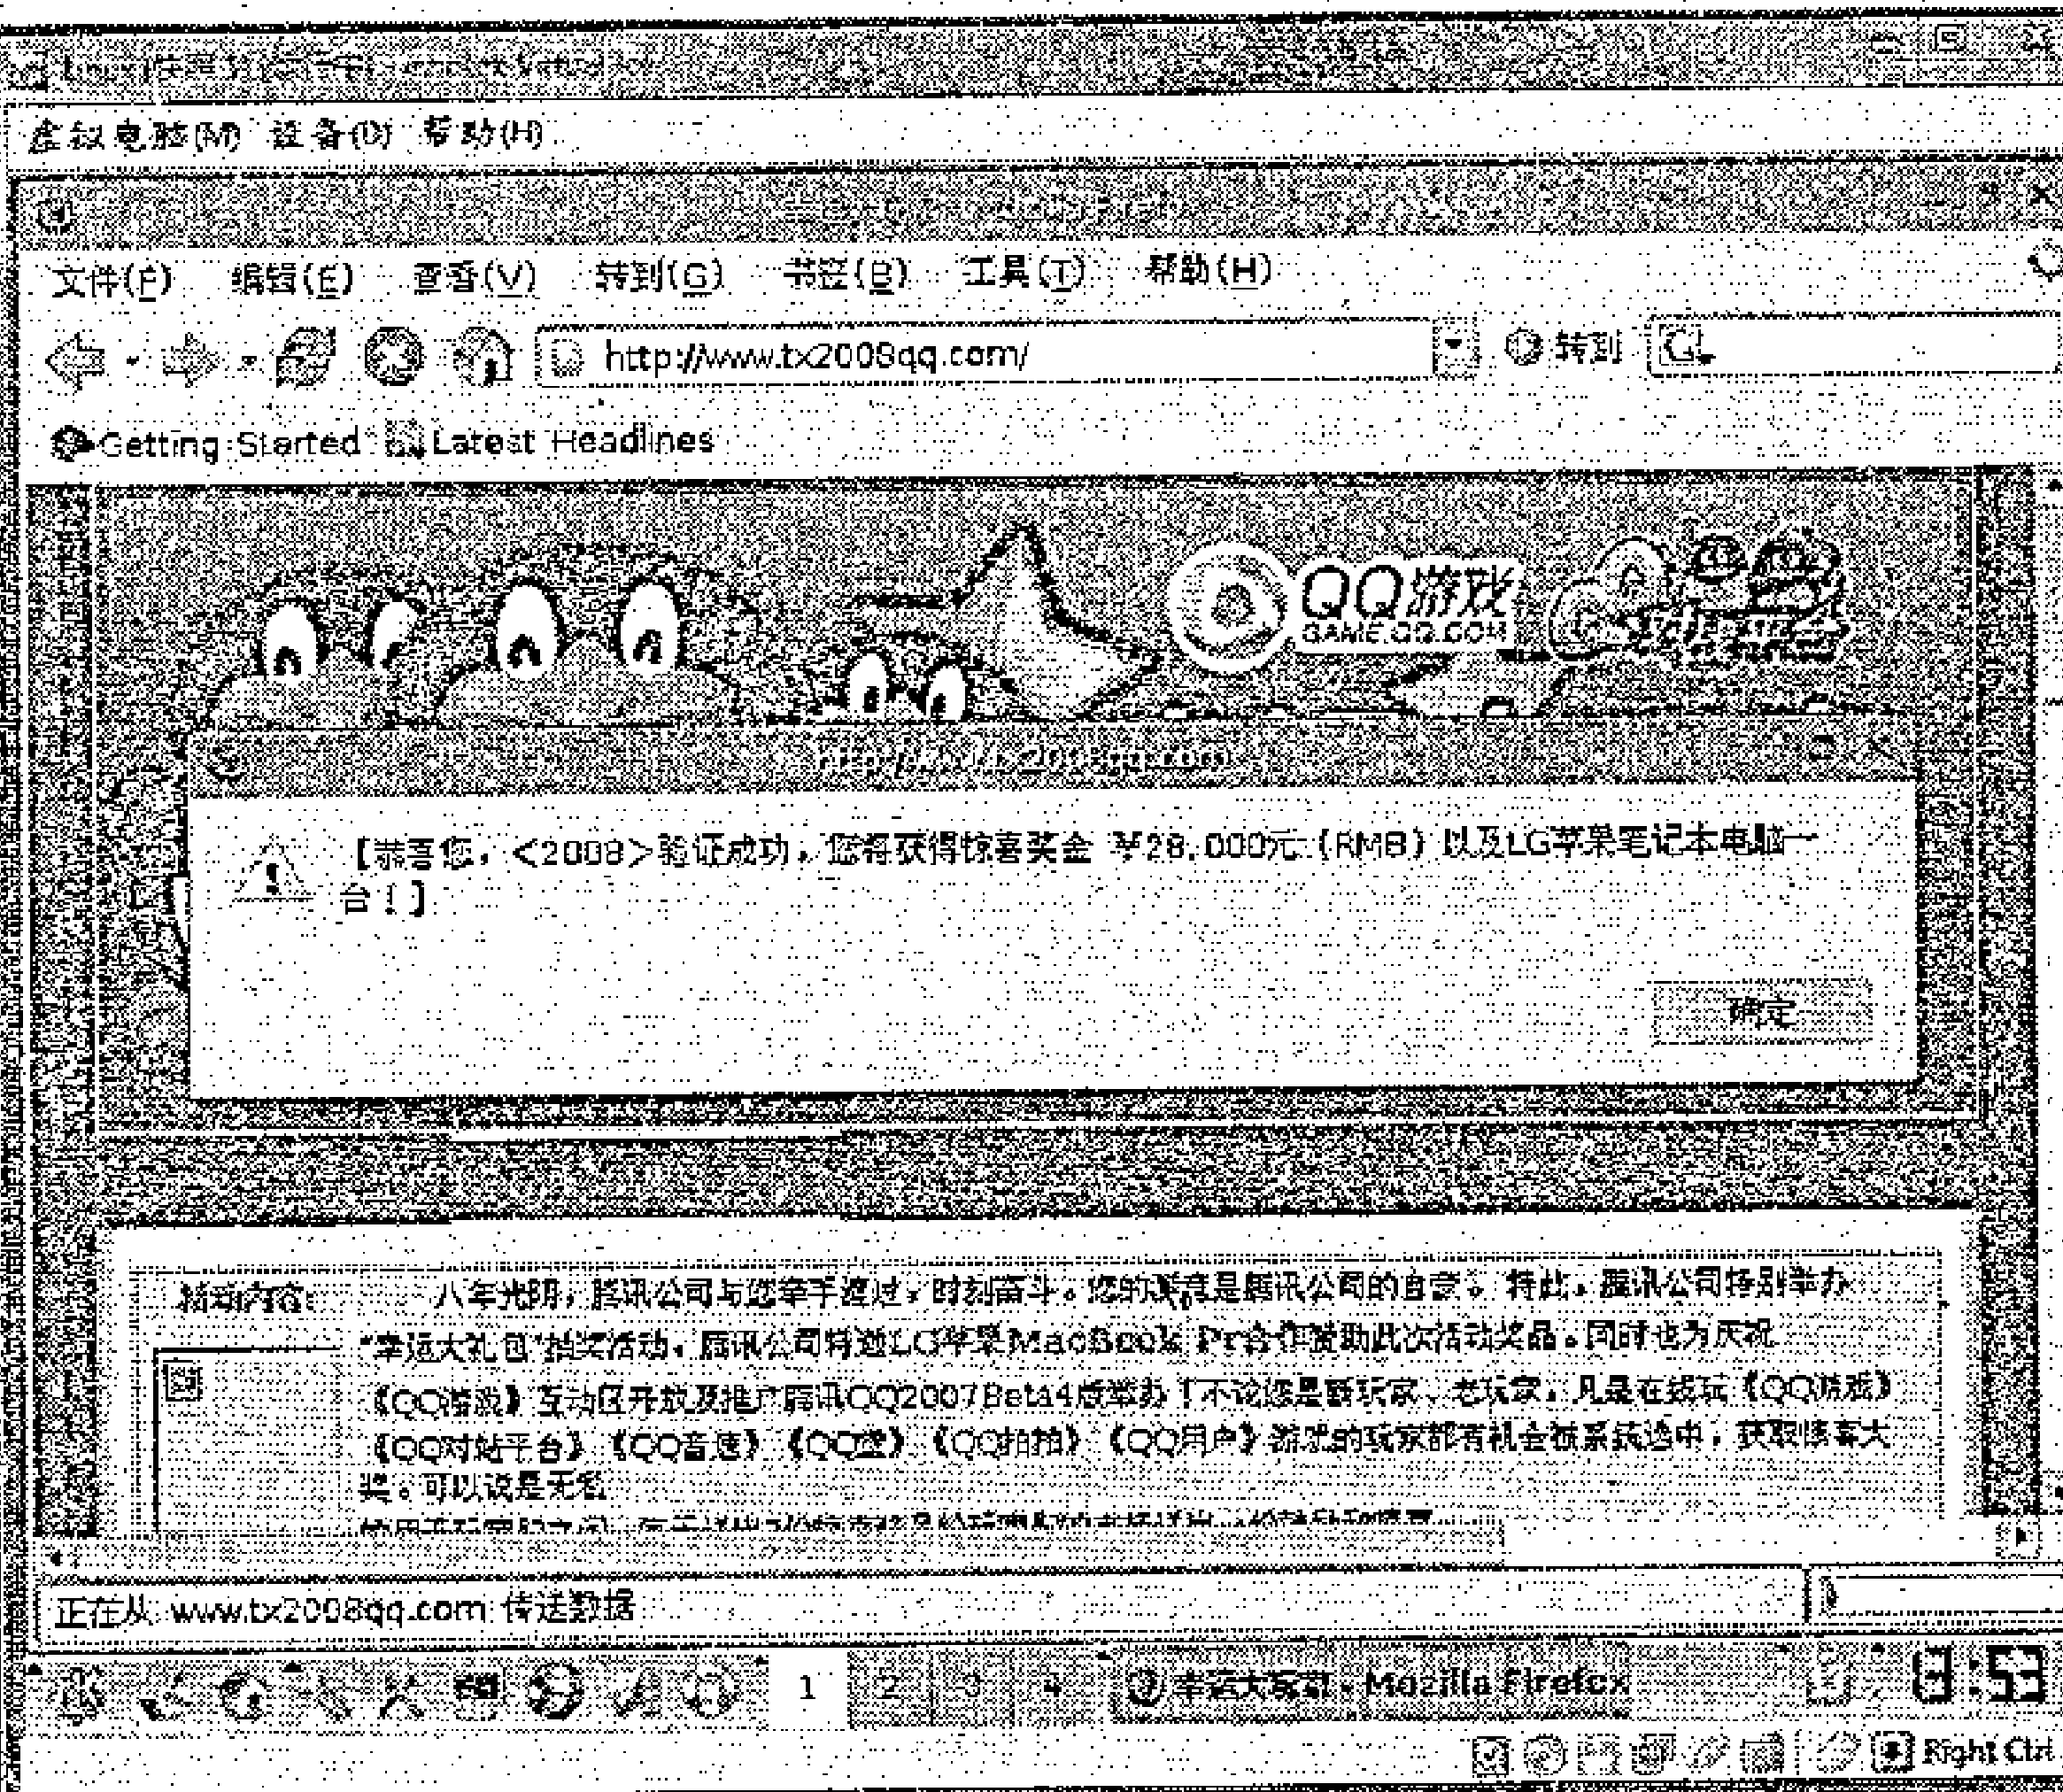 虚拟电脑(M) 设备(D) 帮助(H)
文件(F) 编辑(E) 查看(V) 转到(G) 书签(B) 工具(T) 帮助(H)
http://www.tx2008qq.com/ 转到
Getting Started Latest Headlines
QQ游戏
GAME.QQ.COM
http://www.tx2008qq.com
【恭喜您，<2008>验证成功，您将获得惊喜奖金 ￥28,000元（RMB）以及LG苹果笔记本电脑一
台！】
确定
活动内容:
八年光阴，腾讯公司与您牵手渡过，时刻奋斗。您的是腾讯公司的自豪。特此，腾讯公司特别举办
"幸运大礼包"抽奖活动，腾讯公司特邀LG苹果MacBook Pr合作赞助此次活动奖品。同时也为庆祝
《QQ游戏》互动区开放及推广腾讯QQ2007Beta4版举办！不论您是新玩家、老玩家，凡是在线玩《QQ游戏》
《QQ对站平台》《QQ音速》《QQ堂》《QQ拍拍》《QQ用户》游戏的玩家都有机会被系统选中，获取惊喜大
奖。可以说是无
正在从 www.tx2008qq.com 传送数据
1 2 3 4 - Mozilla Firefox :53
Right Ctrl